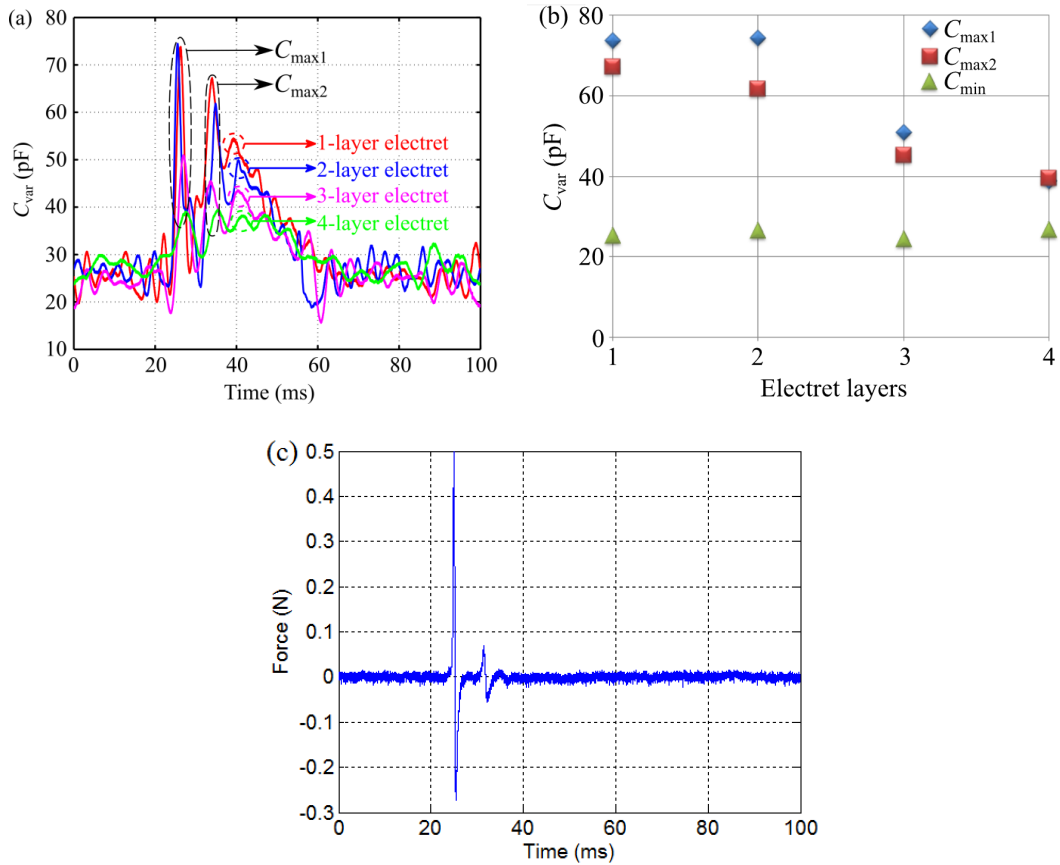 (a)
80
70
60
50
40
30
20
10
C_var (pF)
C_max1
C_max2
1-layer electret
2-layer electret
3-layer electret
4-layer electret
0 20 40 60 80 100
Time (ms)
(b)
80
60
40
20
0
C_var (pF)
C_max1
C_max2
C_min
1 2 3 4
Electret layers
(c)
0.5
0.4
0.3
0.2
0.1
0
-0.1
-0.2
-0.3
Force (N)
0 20 40 60 80 100
Time (ms)